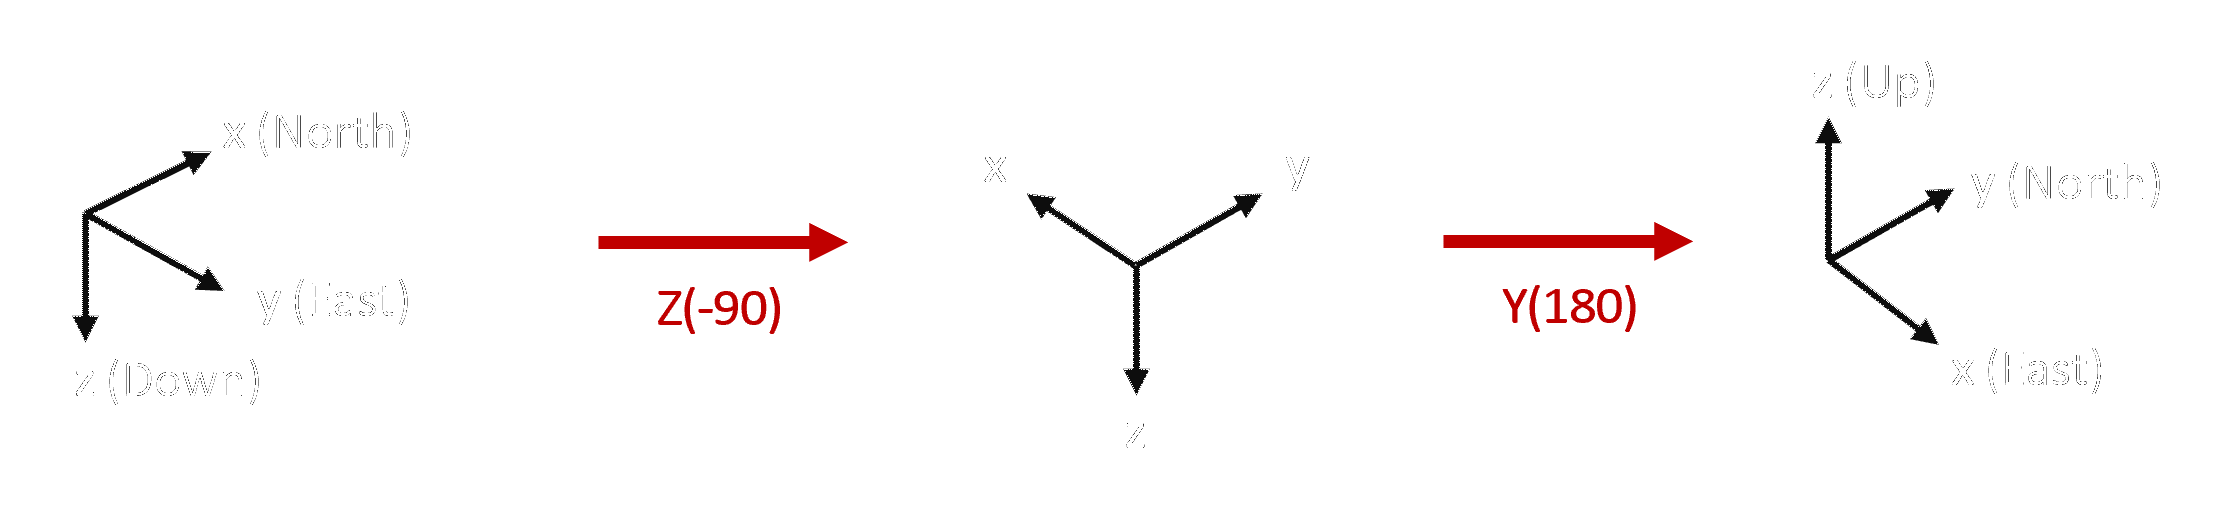 x (North)
y (East)
z (Down)
Z(-90)
x
y
z
Y(180)
z (Up)
y (North)
x (East)